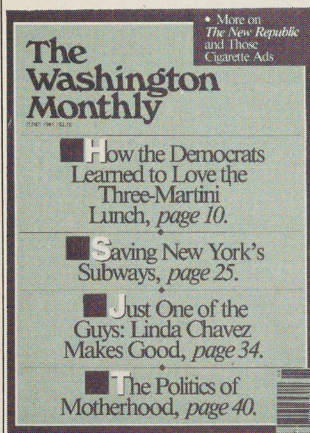 • More on
The New Republic
and Those
Cigarette Ads
The
Washington
Monthly
How the Democrats
Learned to Love the
Three-Martini
Lunch, page 10.
Saving New York's
Subways, page 25.
Just One of the
Guys: Linda Chavez
Makes Good, page 34.
The Politics of
Motherhood, page 40.